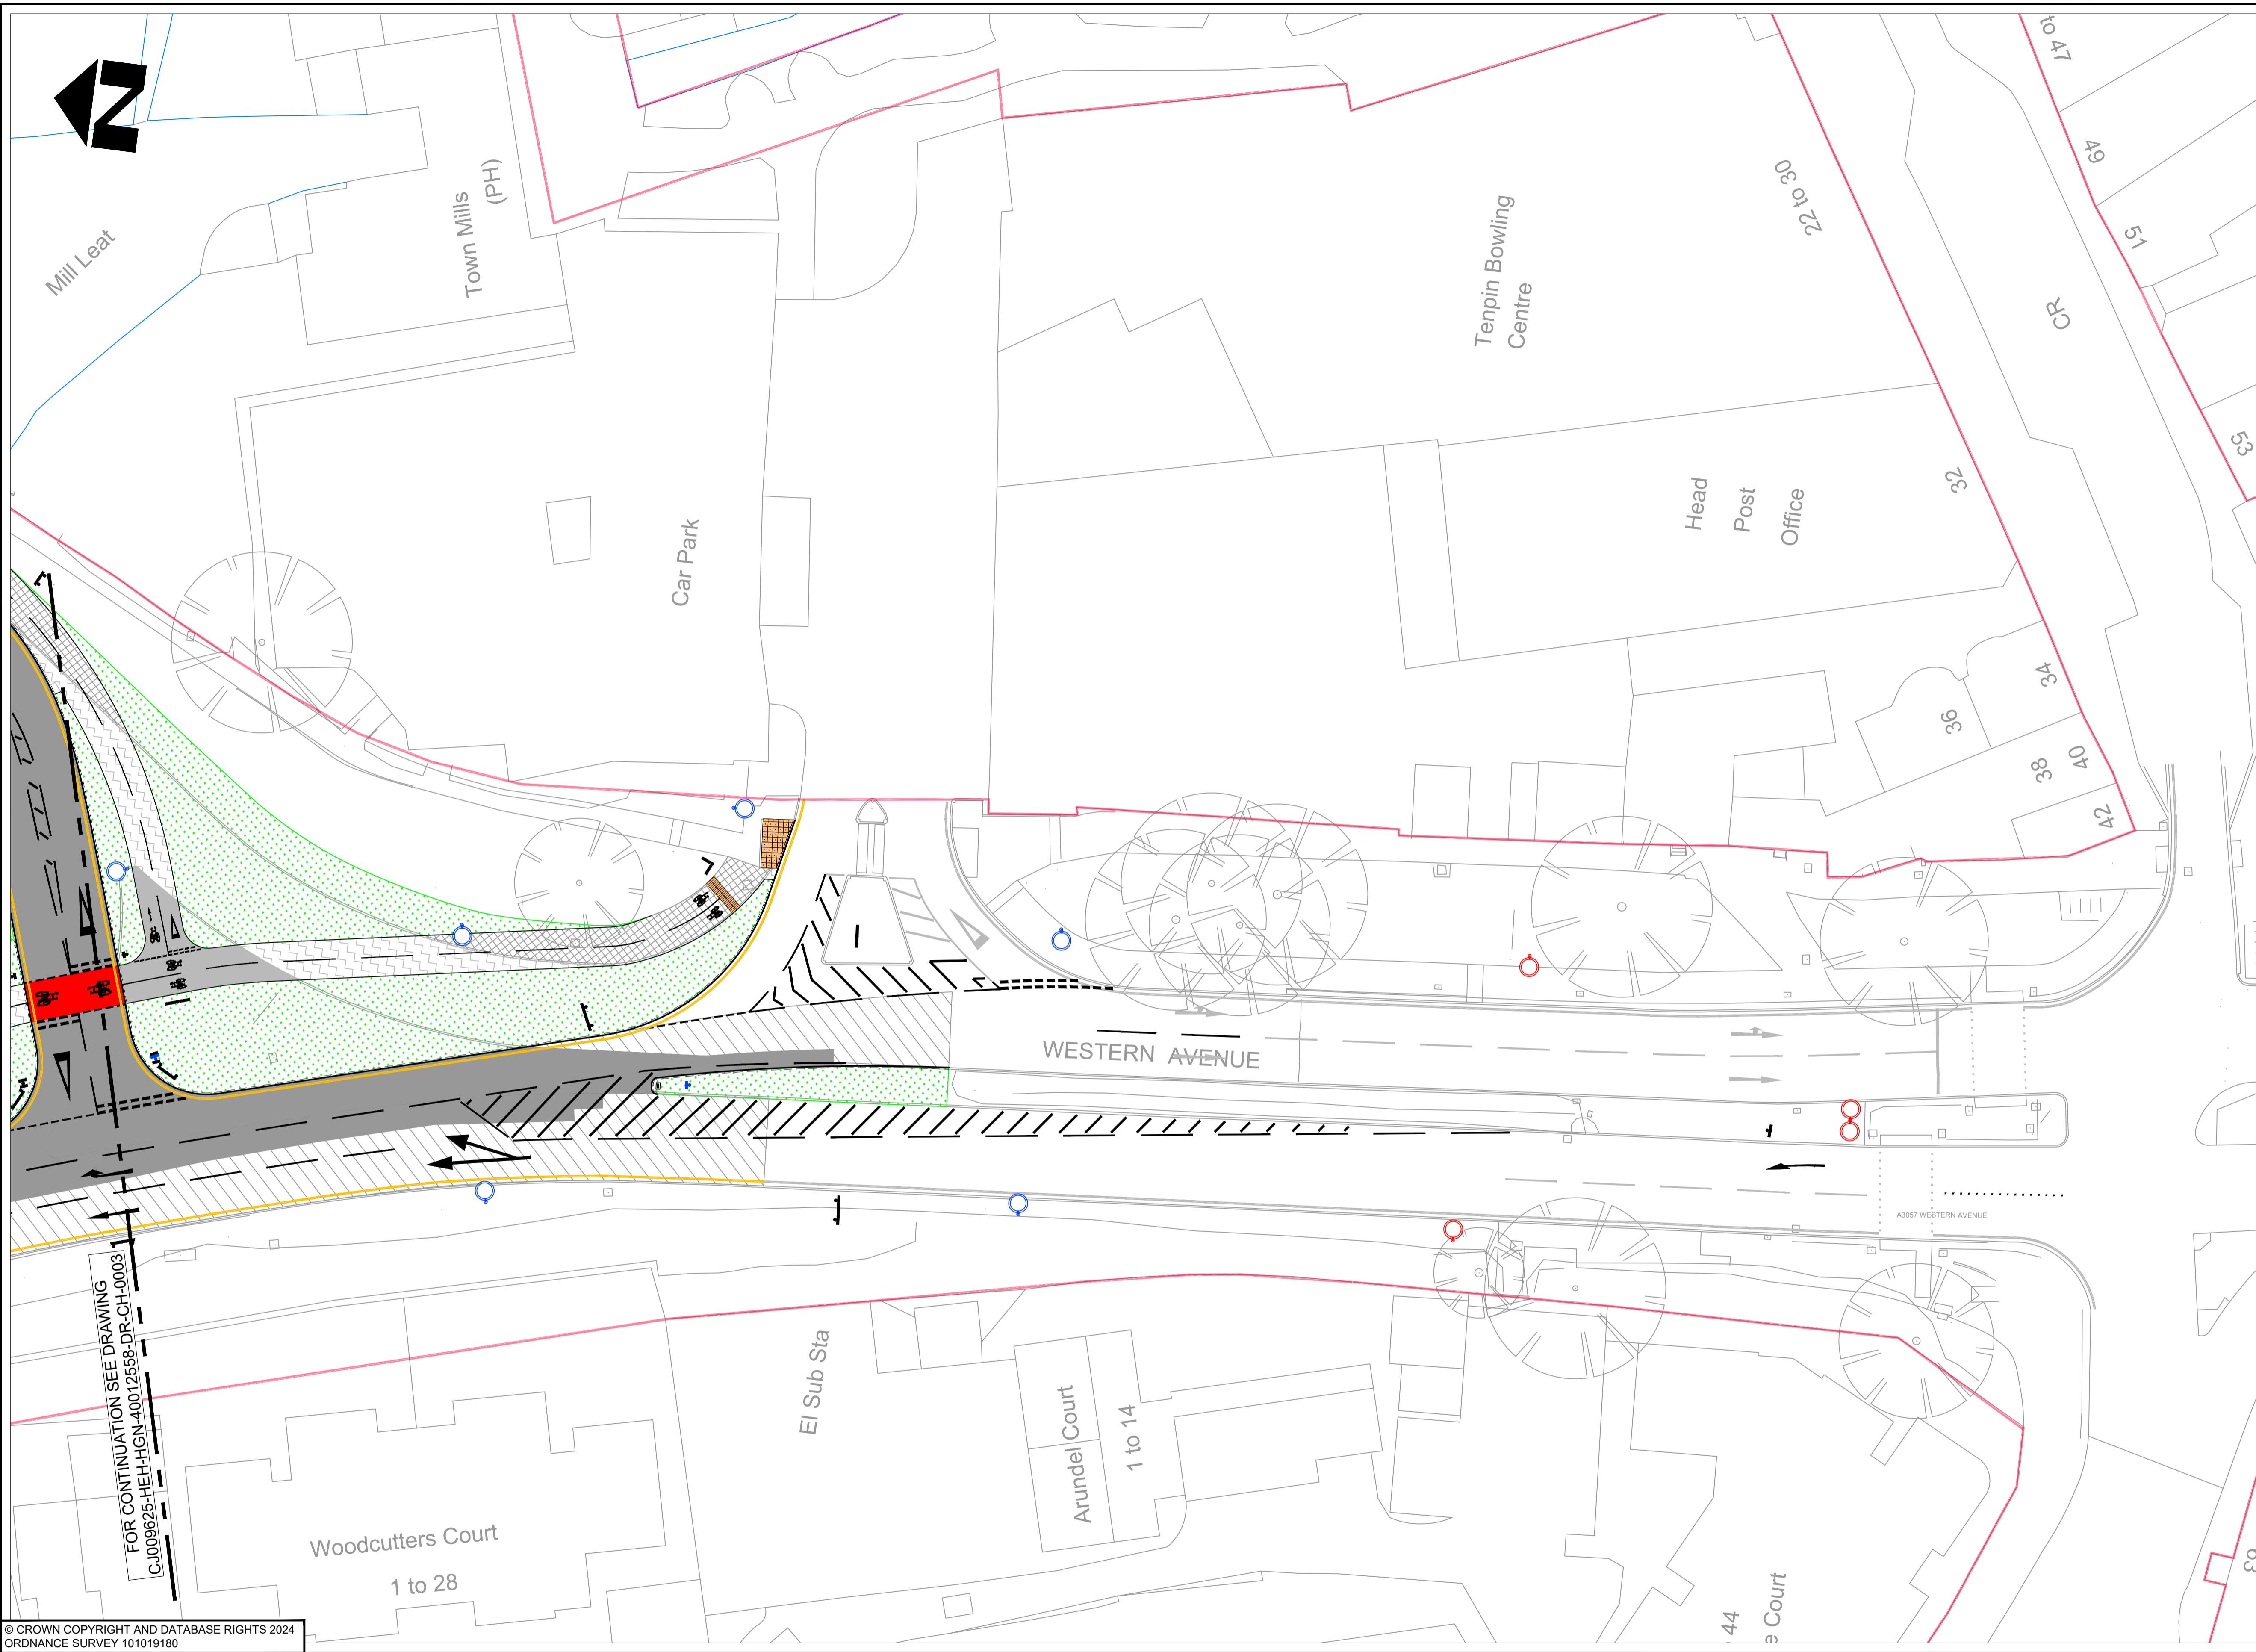 N
Mill Leat
Town Mills
(PH)
Car Park
Tenpin Bowling
Centre
22 to 30
47
49
51
53
CR
Head
Post
Office
32
34
36
38
40
42
WESTERN AVENUE
A3057 WESTERN AVENUE
FOR CONTINUATION SEE DRAWING
CJ009625-HEH-HGN-40012558-DR-CH-0003
El Sub Sta
Arundel Court
1 to 14
Woodcutters Court
1 to 28
44
e Court
63
© CROWN COPYRIGHT AND DATABASE RIGHTS 2024
ORDNANCE SURVEY 101019180